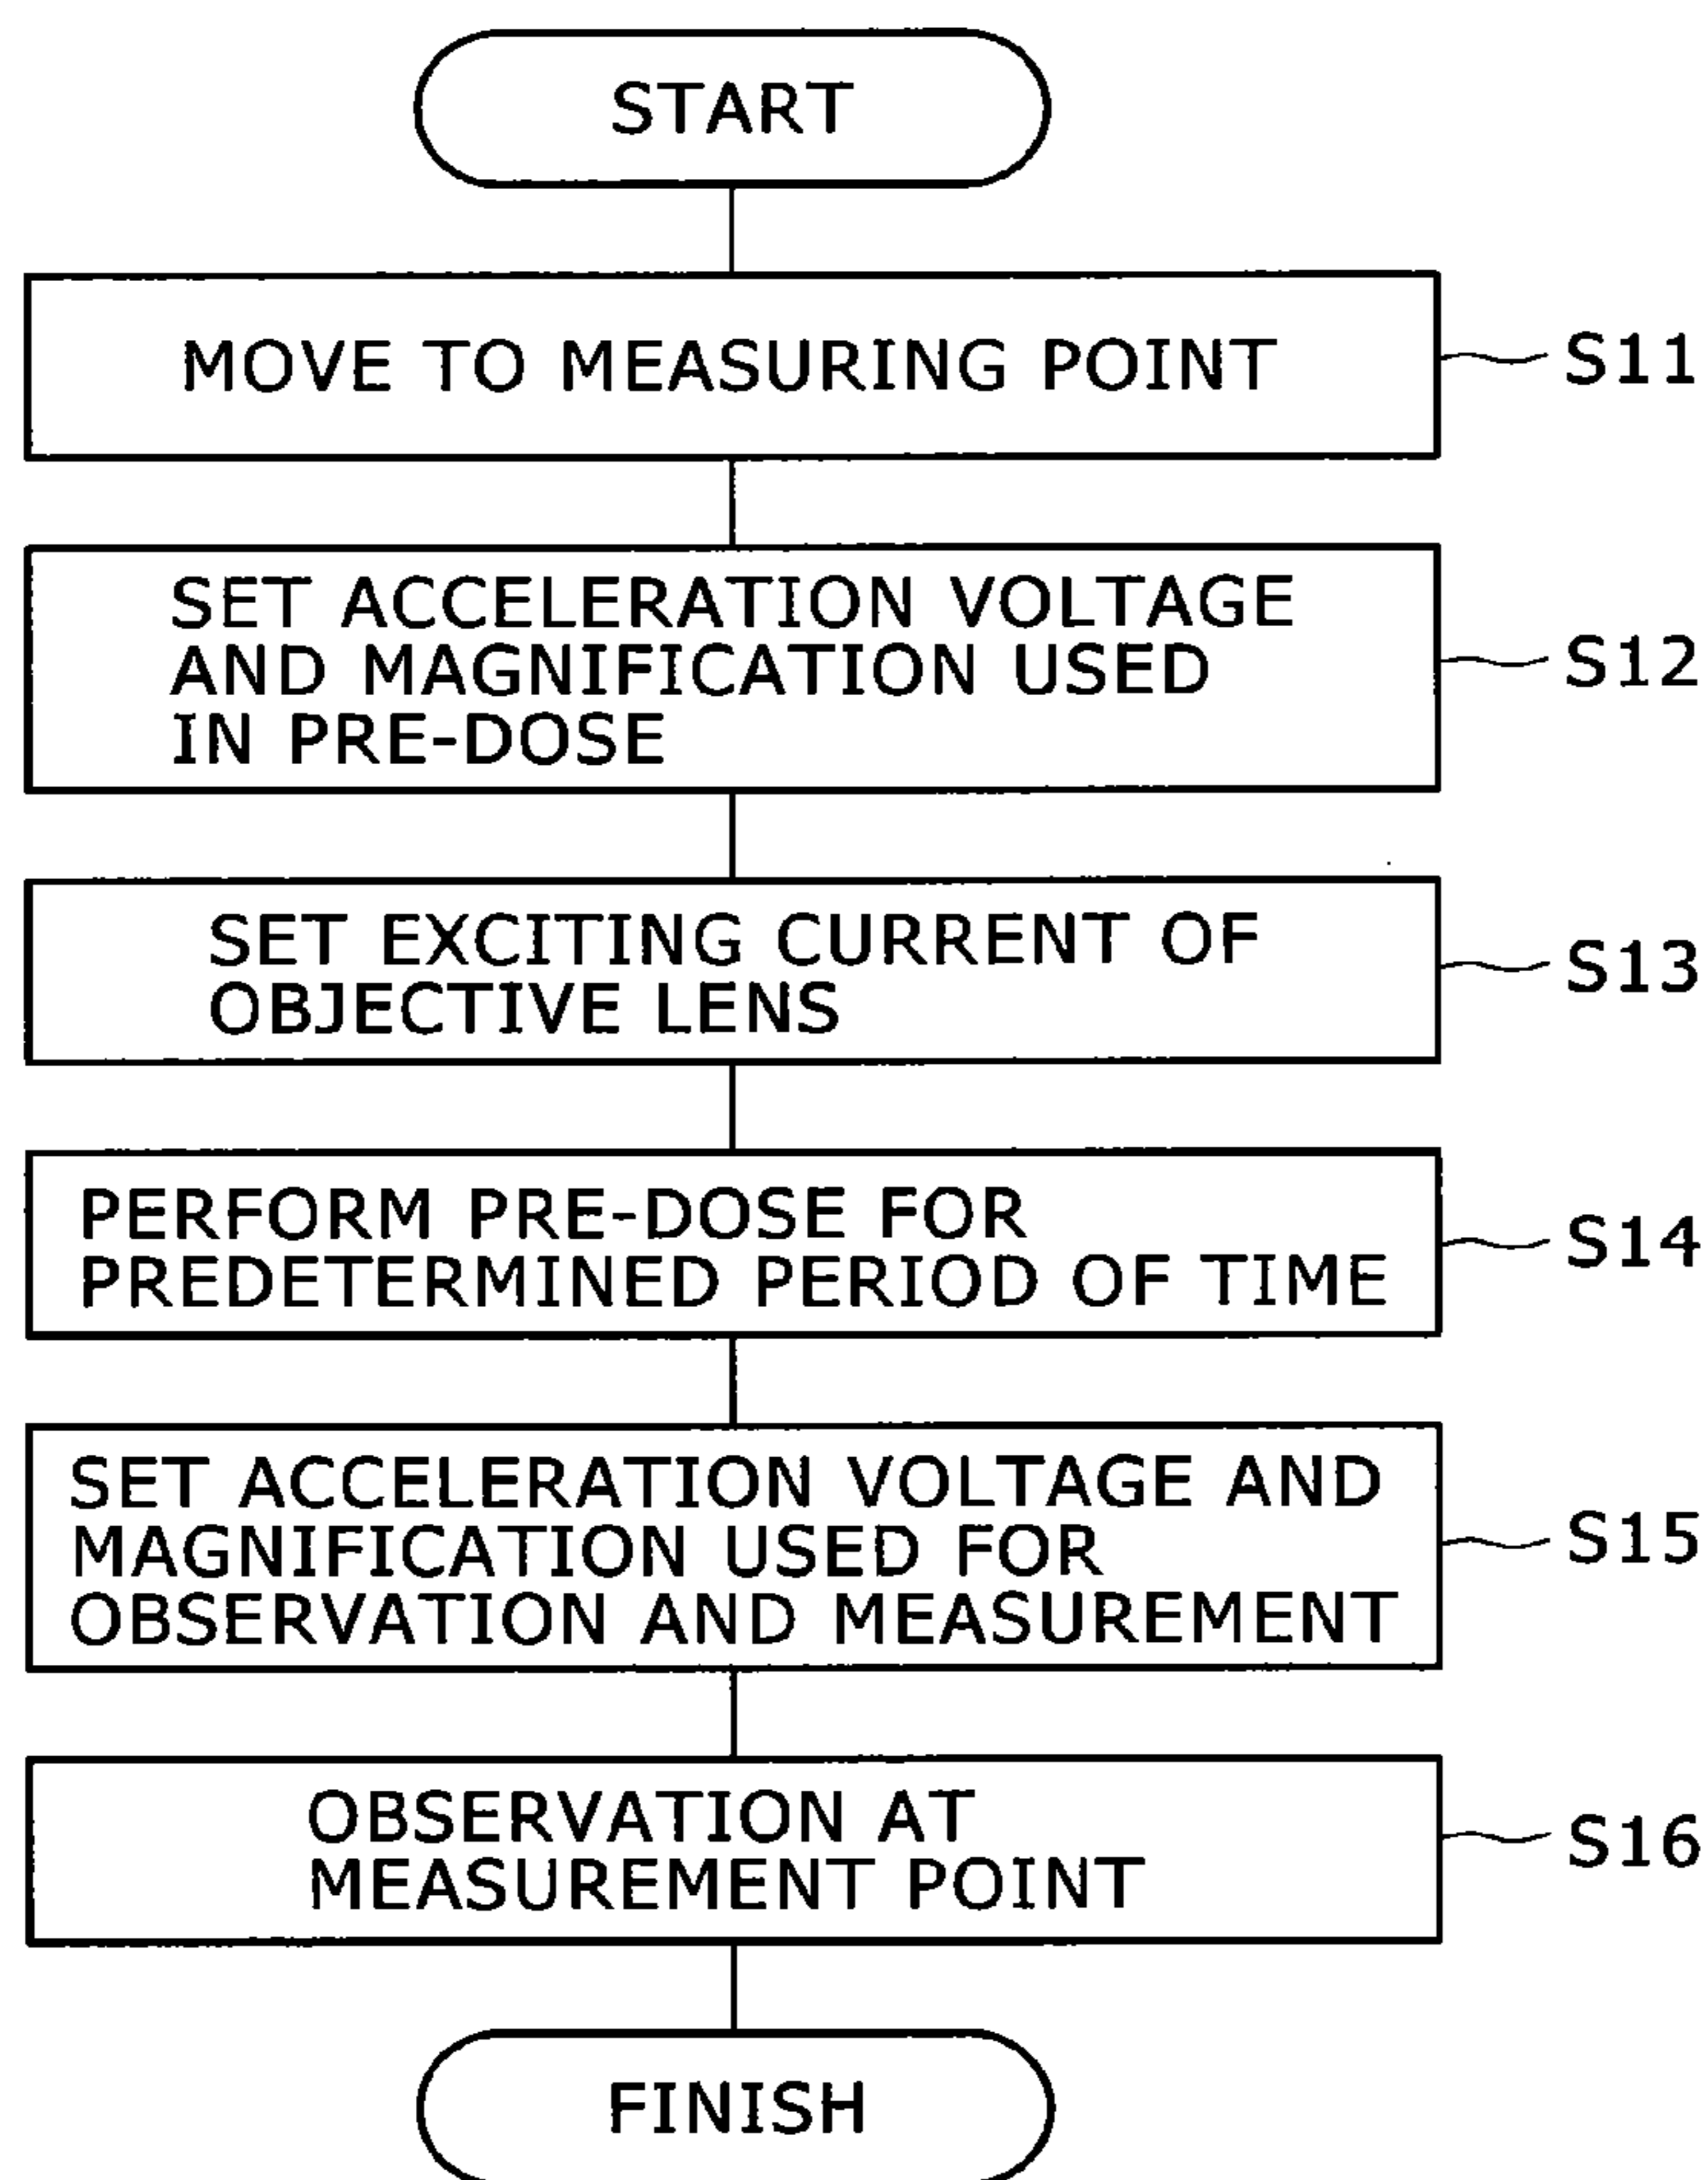 START
MOVE TO MEASURING POINT
S11
SET ACCELERATION VOLTAGE
AND MAGNIFICATION USED
IN PRE-DOSE
S12
SET EXCITING CURRENT OF
OBJECTIVE LENS
S13
PERFORM PRE-DOSE FOR
PREDETERMINED PERIOD OF TIME
S14
SET ACCELERATION VOLTAGE AND
MAGNIFICATION USED FOR
OBSERVATION AND MEASUREMENT
S15
OBSERVATION AT
MEASUREMENT POINT
S16
FINISH